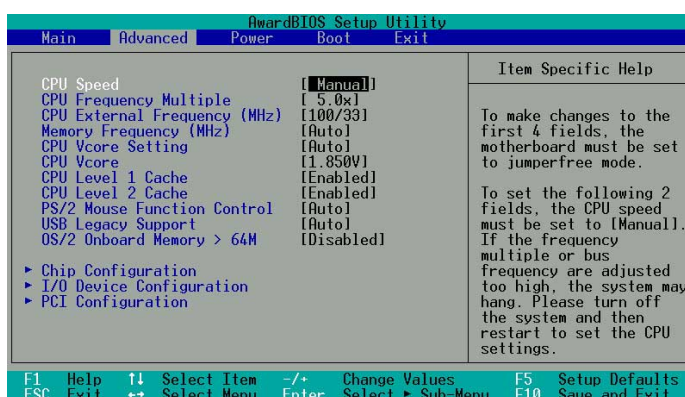 AwardBIOS Setup Utility
Main Advanced Power Boot Exit
Item Specific Help
CPU Speed [ Manual]
CPU Frequency Multiple [ 5.0x]
CPU External Frequency (MHz) [100/33]
Memory Frequency (MHz) [Auto]
CPU Vcore Setting [Auto]
CPU Vcore [1.850V]
CPU Level 1 Cache [Enabled]
CPU Level 2 Cache [Enabled]
PS/2 Mouse Function Control [Auto]
USB Legacy Support [Auto]
OS/2 Onboard Memory > 64M [Disabled]
► Chip Configuration
► I/O Device Configuration
► PCI Configuration
To make changes to the
first 4 fields, the
motherboard must be set
to jumperfree mode.
To set the following 2
fields, the CPU speed
must be set to [Manual].
If the frequency
multiple or bus
frequency are adjusted
too high, the system may
hang. Please turn off
the system and then
restart to set the CPU
settings.
F1 Help ↑↓ Select Item -/+ Change Values F5 Setup Defaults
ESC Exit ←→ Select Menu Enter Select ► Sub-Menu F10 Save and Exit